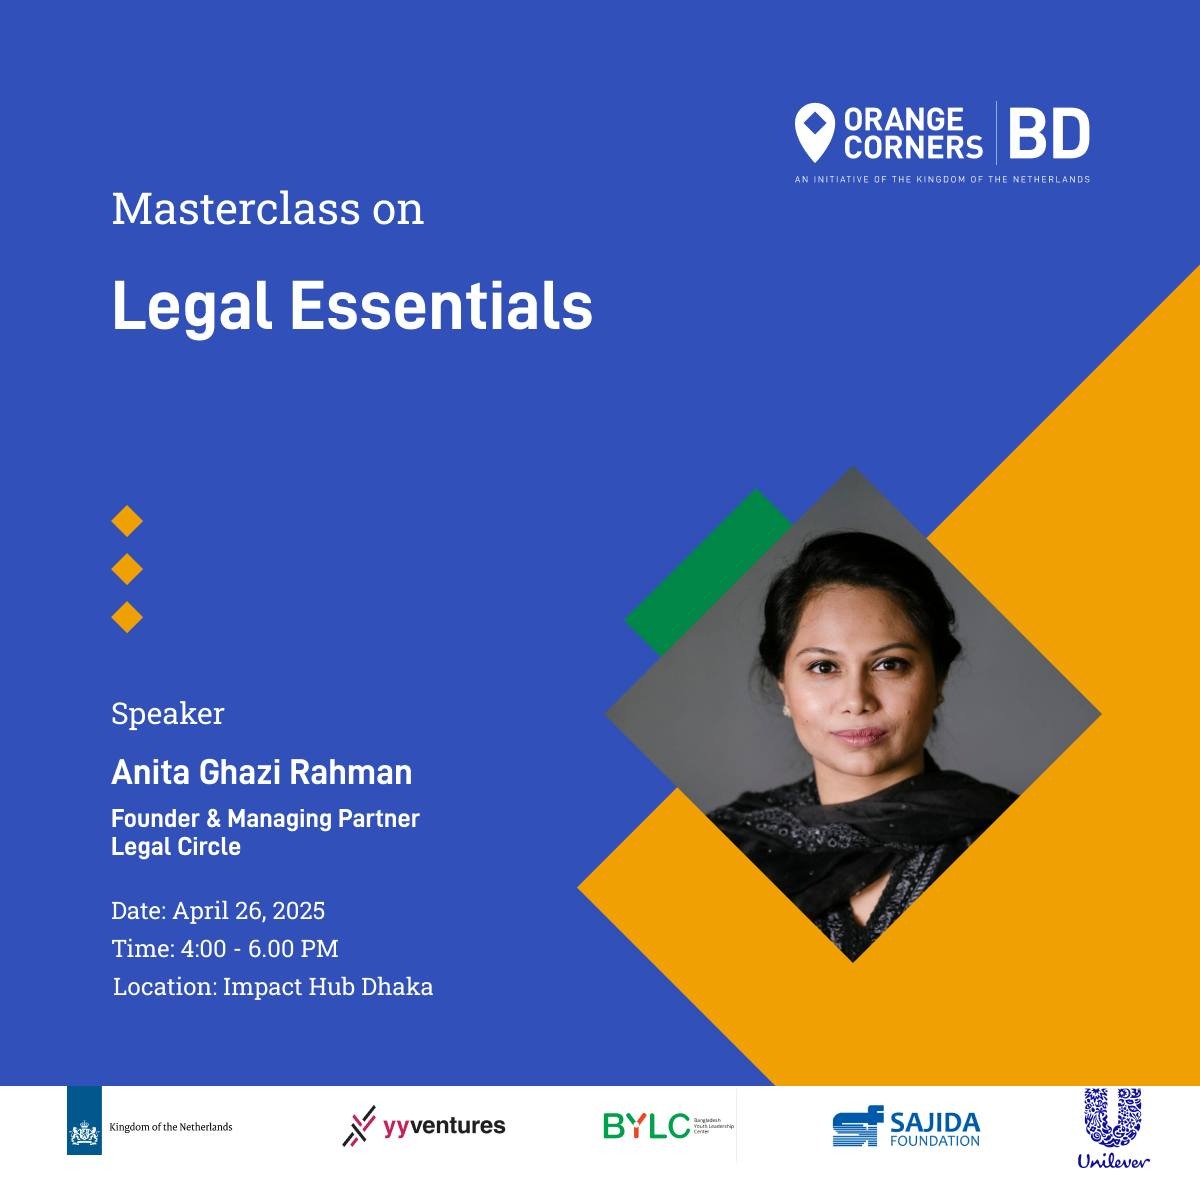 ORANGE
CORNERS
BD
AN INITIATIVE OF THE KINGDOM OF THE NETHERLANDS
Masterclass on
Legal Essentials
Speaker
Anita Ghazi Rahman
Founder & Managing Partner
Legal Circle
Date: April 26, 2025
Time: 4:00 - 6.00 PM
Location: Impact Hub Dhaka
Kingdom of the Netherlands
yyventures
BYLC
Bangladesh
Youth Leadership
Center
SAJIDA
FOUNDATION
Unilever